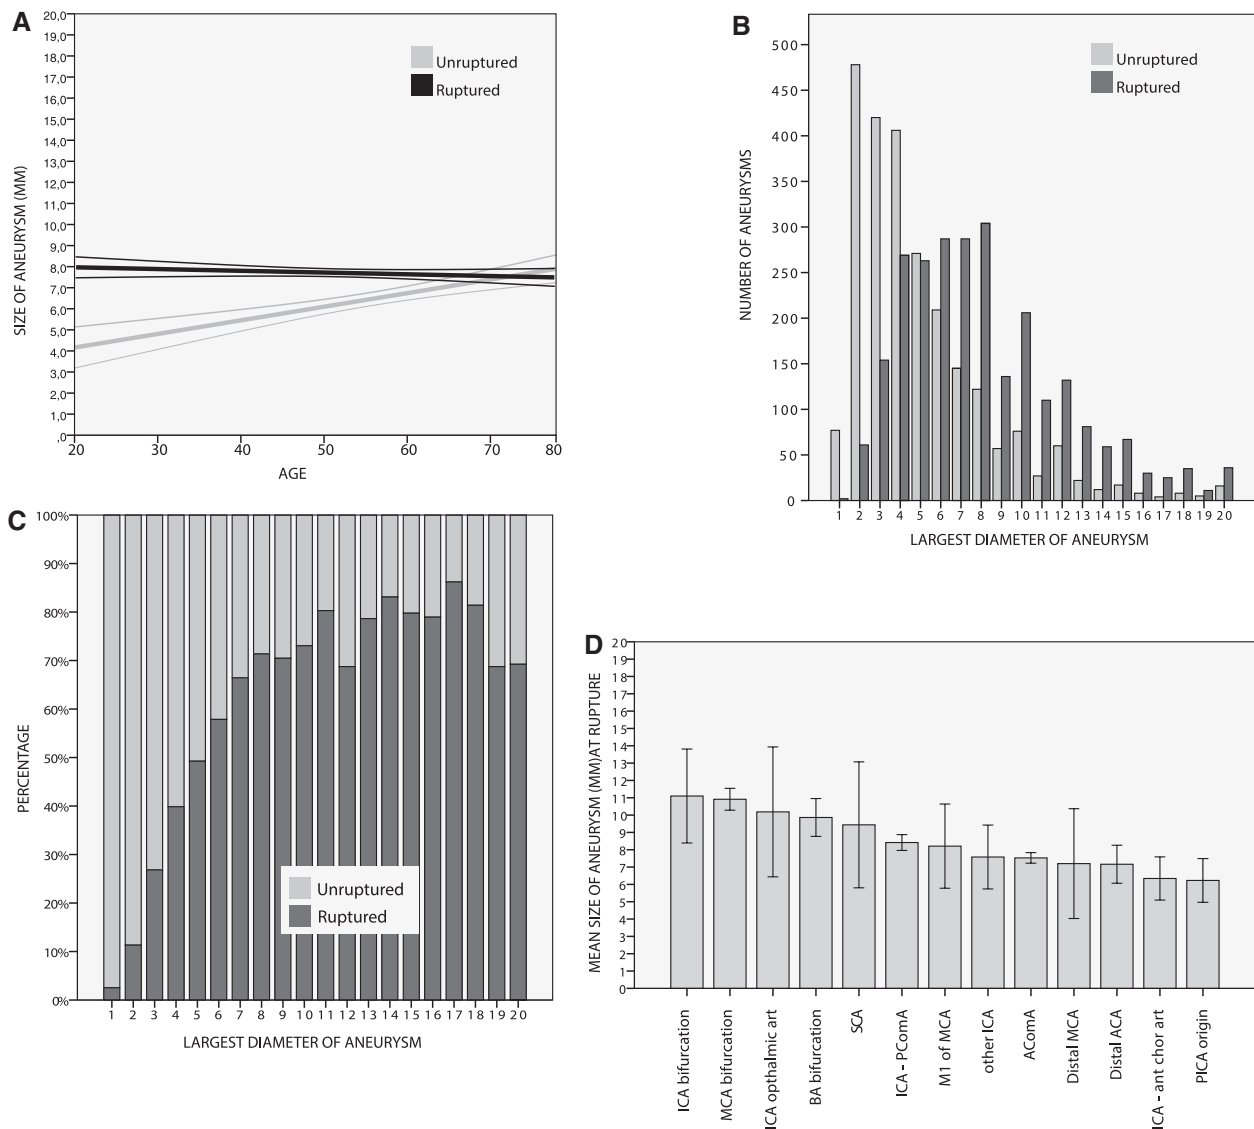 A
20,0
19,0
18,0
17,0
16,0
15,0
14,0
13,0
12,0
11,0
10,0
9,0
8,0
7,0
6,0
5,0
4,0
3,0
2,0
1,0
,0
SIZE OF ANEURYSM (MM)
Unruptured
Ruptured
20 30 40 50 60 70 80
AGE
B
500
450
400
350
300
250
200
150
100
50
0
NUMBER OF ANEURYSMS
Unruptured
Ruptured
1 2 3 4 5 6 7 8 9 10 11 12 13 14 15 16 17 18 19 20
LARGEST DIAMETER OF ANEURYSM
C
100%
90%
80%
70%
60%
50%
40%
30%
20%
10%
0%
PERCENTAGE
Unruptured
Ruptured
1 2 3 4 5 6 7 8 9 10 11 12 13 14 15 16 17 18 19 20
LARGEST DIAMETER OF ANEURYSM
D
20
19
18
17
16
15
14
13
12
11
10
9
8
7
6
5
4
3
2
1
0
MEAN SIZE OF ANEURYSM (MM)AT RUPTURE
ICA bifurcation
MCA bifurcation
ICA opthalmic art
BA bifurcation
SCA
ICA - PComA
M1 of MCA
other ICA
AComA
Distal MCA
Distal ACA
ICA - ant chor art
PICA origin